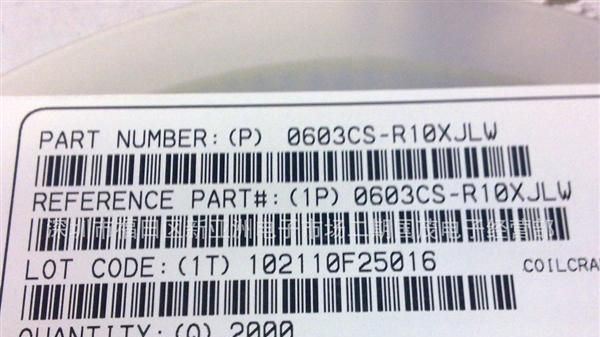 PART NUMBER:(P) 0603CS-R10XJLW
REFERENCE PART#:(1P) 0603CS-R10XJLW
LOT CODE:(1T) 102110F25016
COILCRA
QUANTITY:(Q) 2000